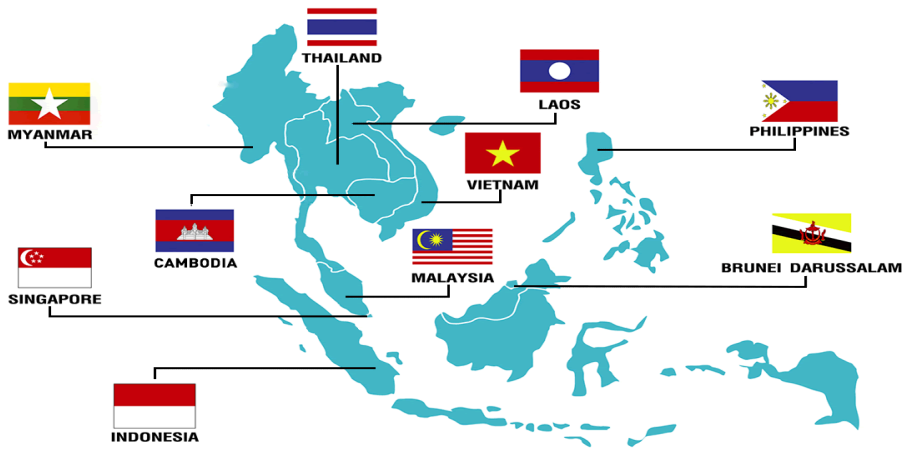 THAILAND
LAOS
MYANMAR
PHILIPPINES
VIETNAM
CAMBODIA
MALAYSIA
BRUNEI DARUSSALAM
SINGAPORE
INDONESIA